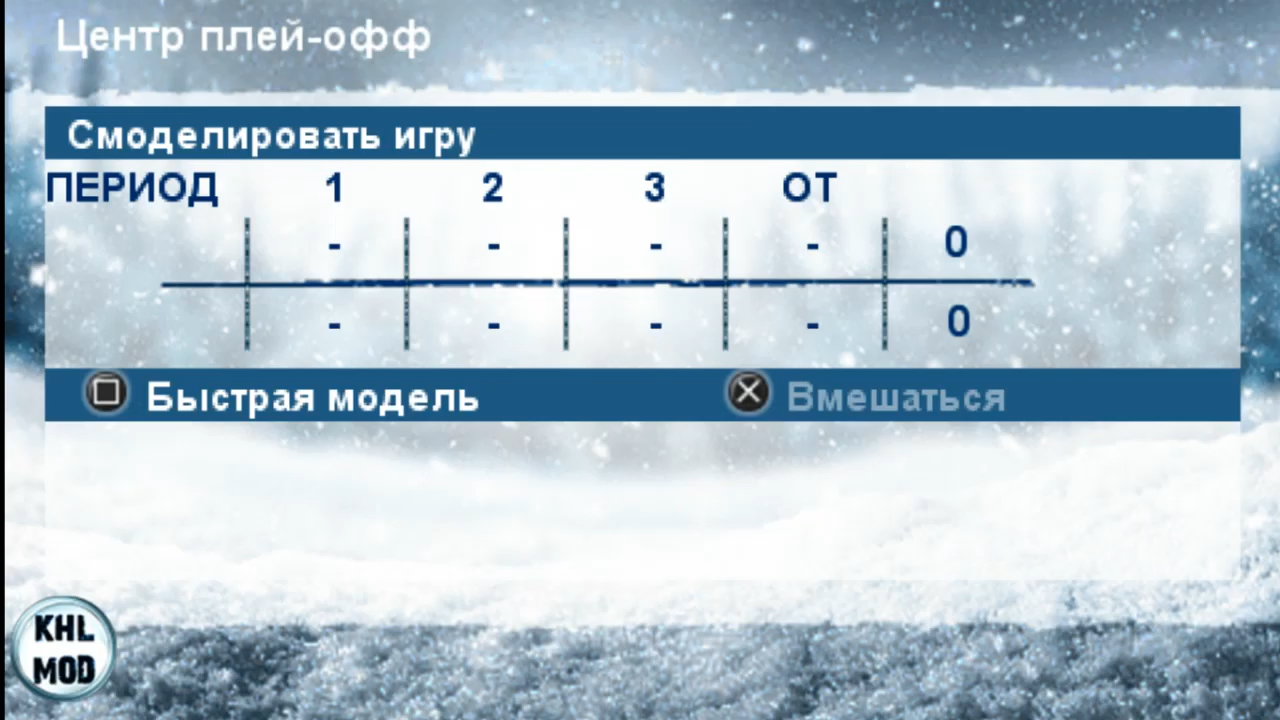 Центр плей-офф
Смоделировать игру
ПЕРИОД 1 2 3 ОТ
- - - - 0
- - - - 0
Быстрая модель Вмешаться
KHL
MOD